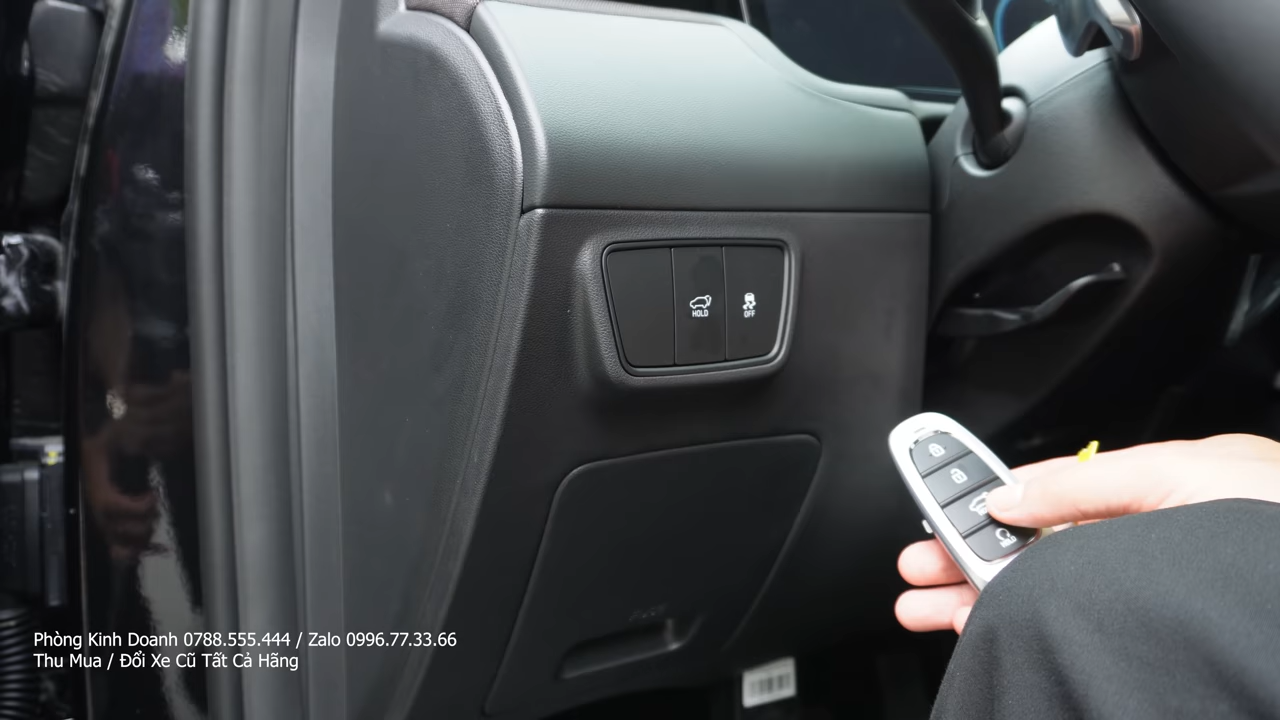 HOLD
OFF
Phòng Kinh Doanh 0788.555.444 / Zalo 0996.77.33.66
Thu Mua / Đổi Xe Cũ Tất Cả Hãng